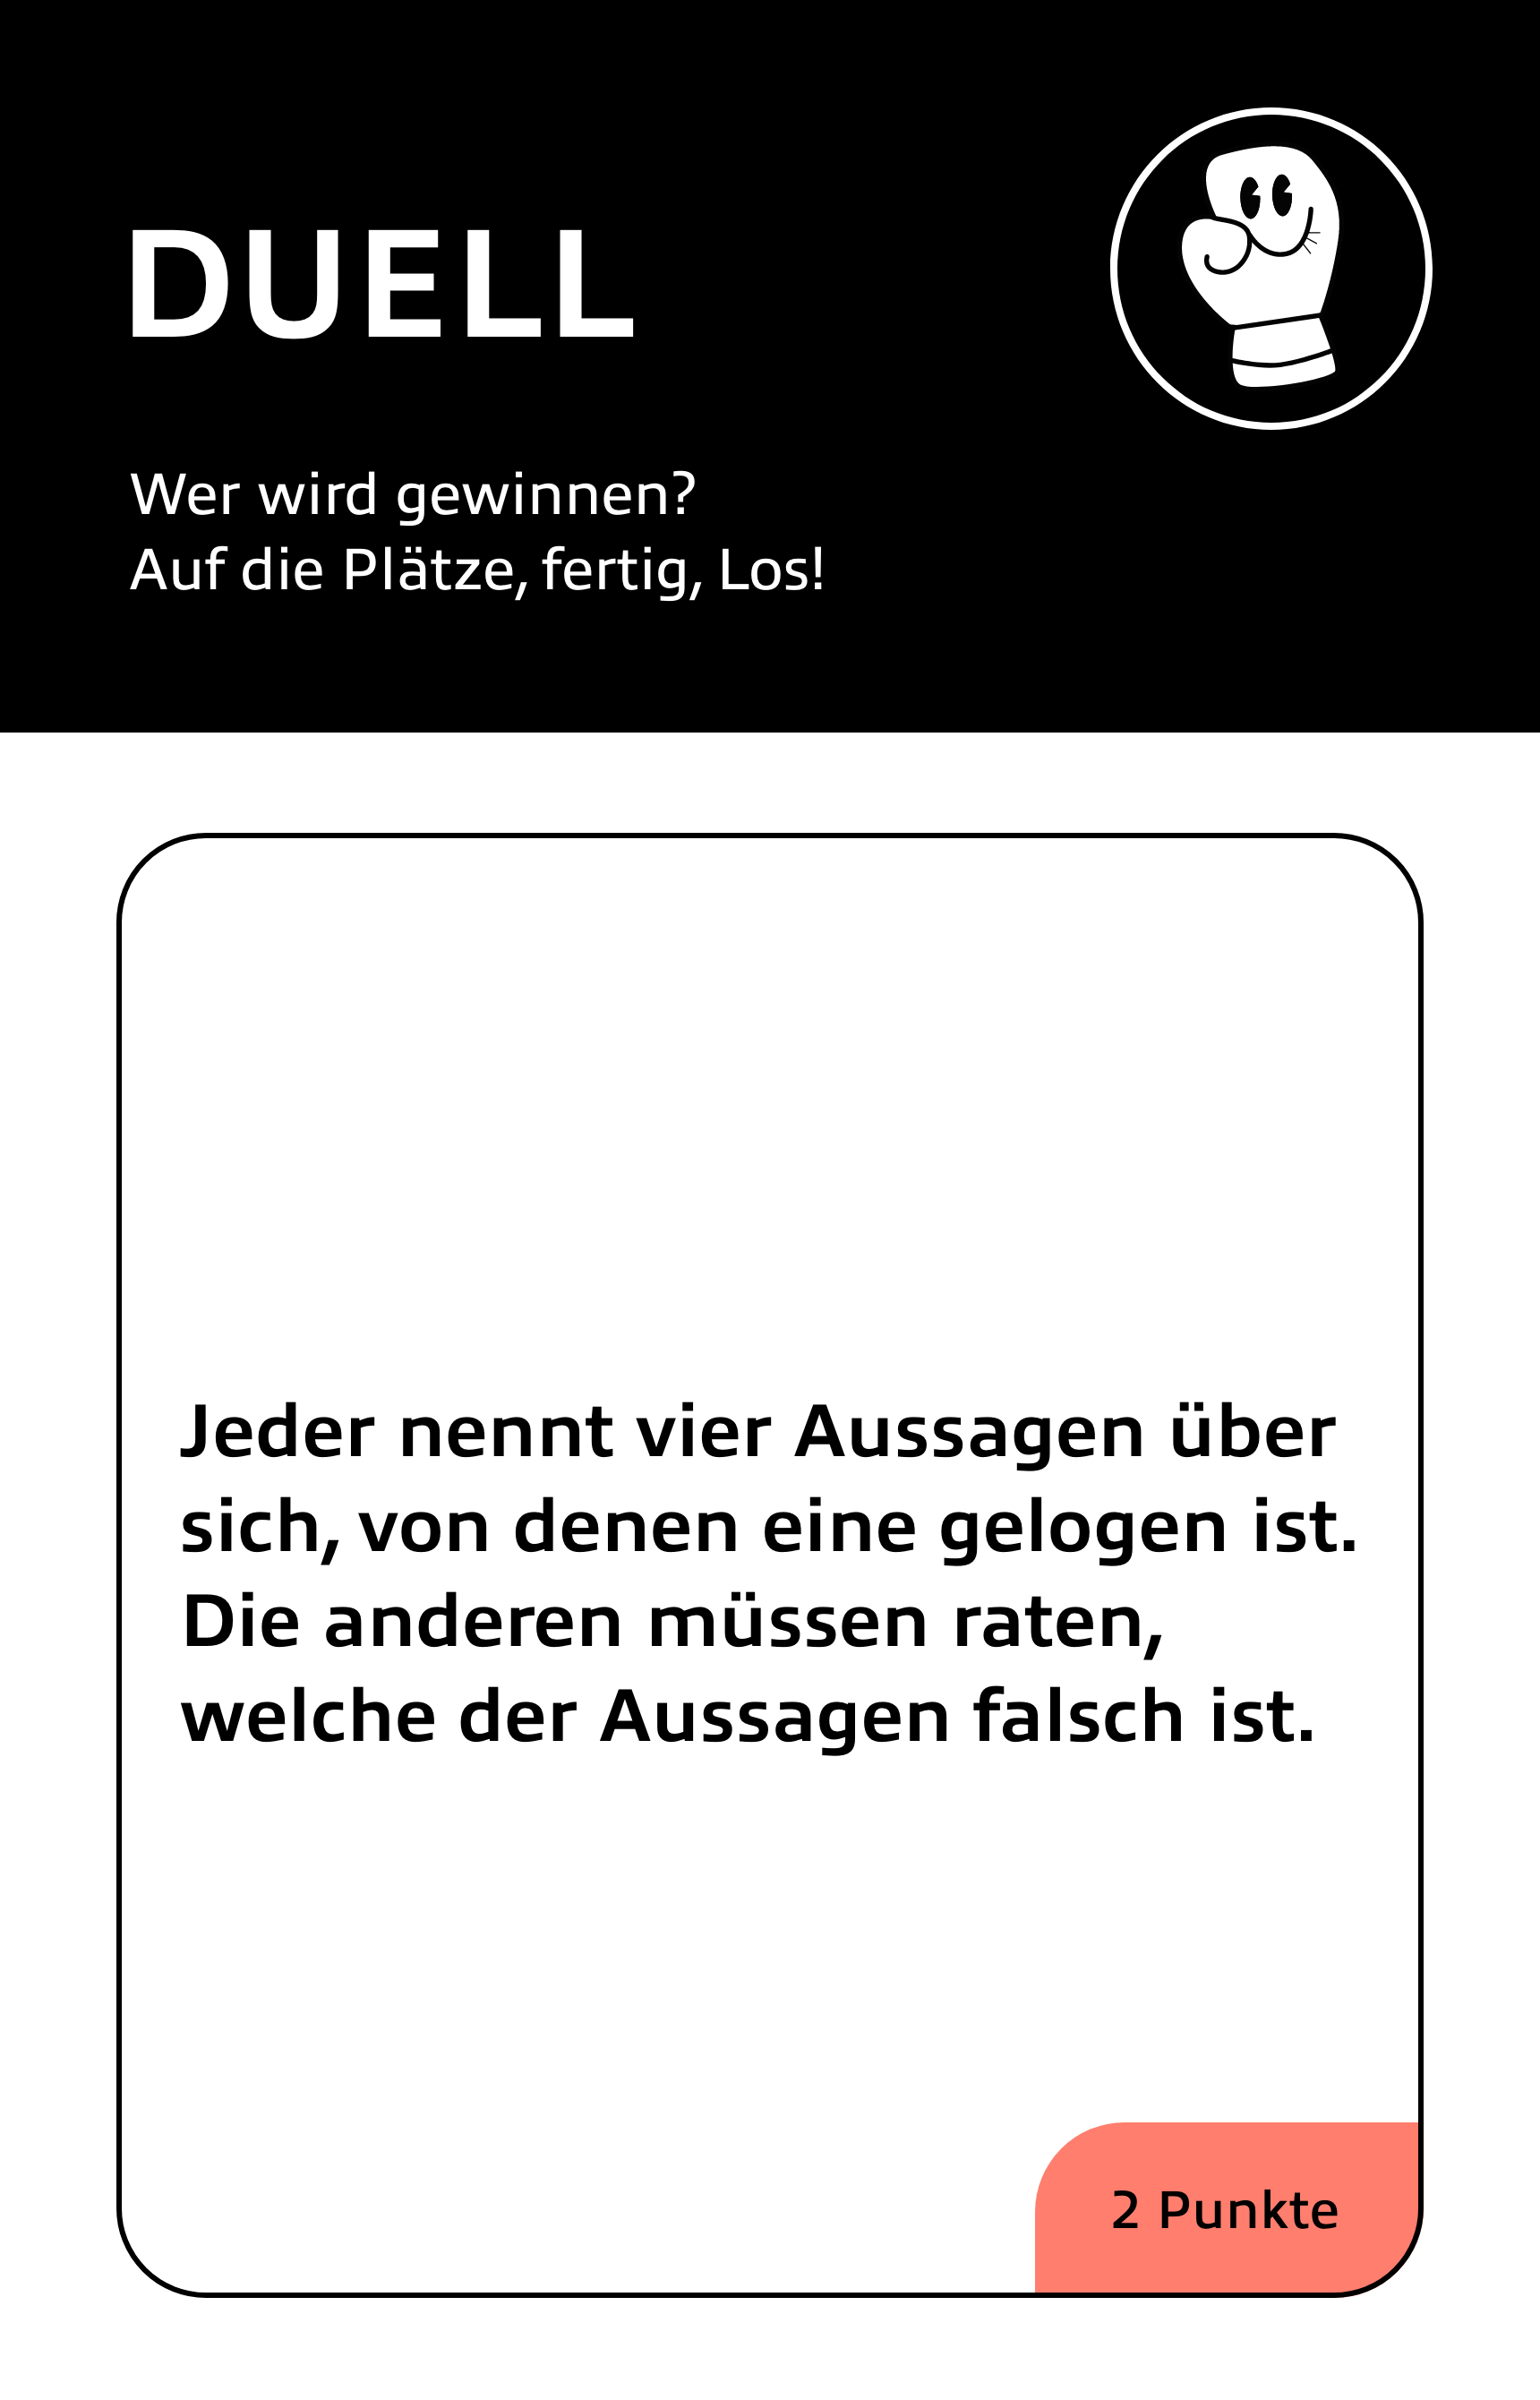 DUELL
Wer wird gewinnen?
Auf die Plätze, fertig, Los!
Jeder nennt vier Aussagen über
sich, von denen eine gelogen ist.
Die anderen müssen raten,
welche der Aussagen falsch ist.
2 Punkte